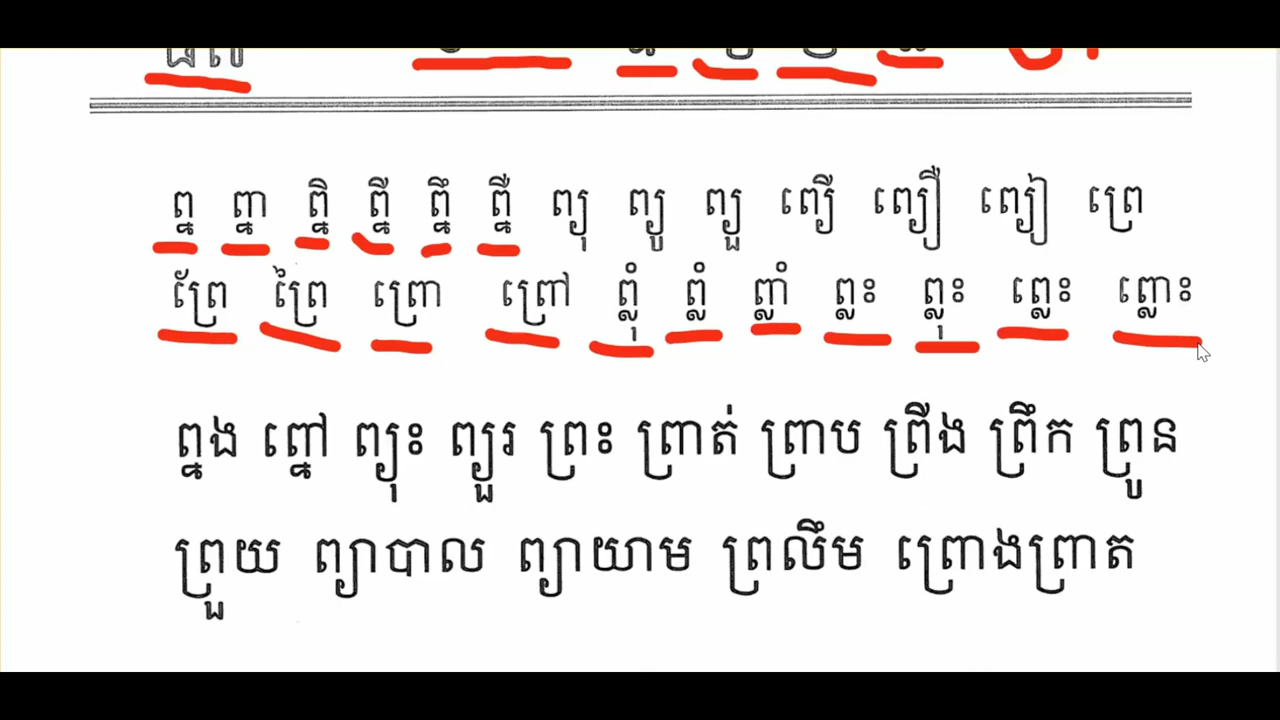 ព្ន ព្នា ព្និ ព្នី ព្នឹ ព្នឺ ព្យុ ព្យូ ព្យួ ព្យើ ព្យឿ ព្យៀ ព្រេ
ព្រែ ព្រៃ ព្រោ ព្រៅ ព្លុំ ព្លំ ព្លាំ ព្លះ ព្លុះ ព្លេះ ព្លោះ
ព្នង ព្នៅ ព្យុះ ព្យួរ ព្រះ ព្រាត់ ព្រាប ព្រីង ព្រឹក ព្រូន
ព្រួយ ព្យាបាល ព្យាយាម ព្រលឹម ព្រោងព្រាត